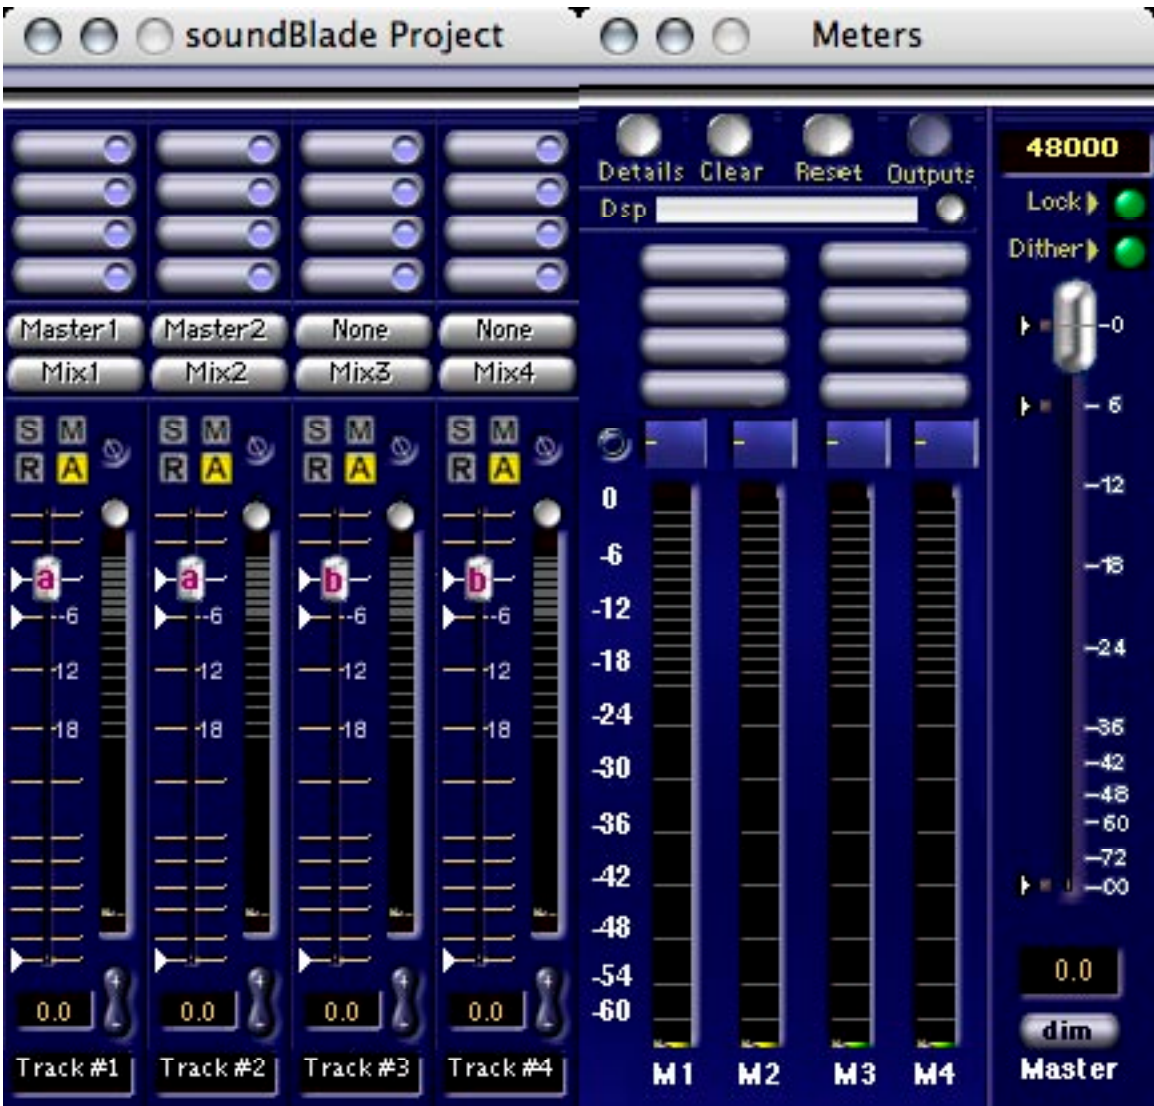 soundBlade Project
Master1 Master2 None None
Mix1 Mix2 Mix3 Mix4
S M S M S M S M
R A R A R A R A
a a b b
-6 -6 -6 -6
-12 -12 -12 -12
-18 -18 -18 -18
+ + + +
0.0 0.0 0.0 0.0
- - - -
Track #1 Track #2 Track #3 Track #4
Meters
Details Clear Reset Outputs
Dsp
0
-6
-12
-18
-24
-30
-36
-42
-48
-54
-60
M1 M2 M3 M4
48000
Lock
Dither
-0
-6
-12
-18
-24
-36
-42
-48
-60
-72
-00
0.0
dim
Master